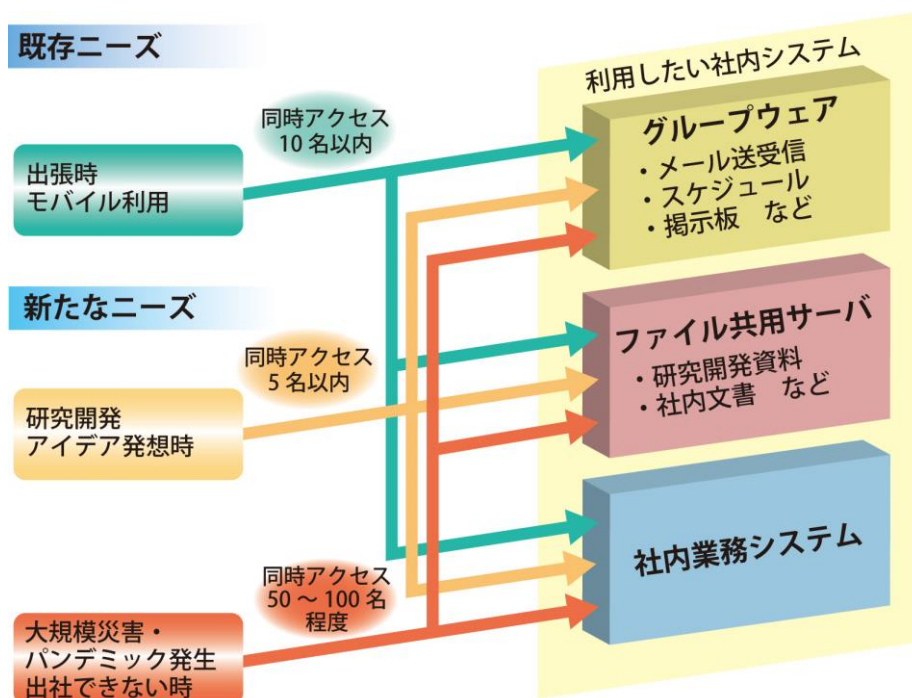 既存ニーズ
出張時
モバイル利用
同時アクセス
10名以内
新たなニーズ
研究開発
アイデア発想時
同時アクセス
5名以内
大規模災害・
パンデミック発生
出社できない時
同時アクセス
50～100名
程度
利用したい社内システム
グループウェア
・メール送受信
・スケジュール
・掲示板　など
ファイル共用サーバ
・研究開発資料
・社内文書　など
社内業務システム